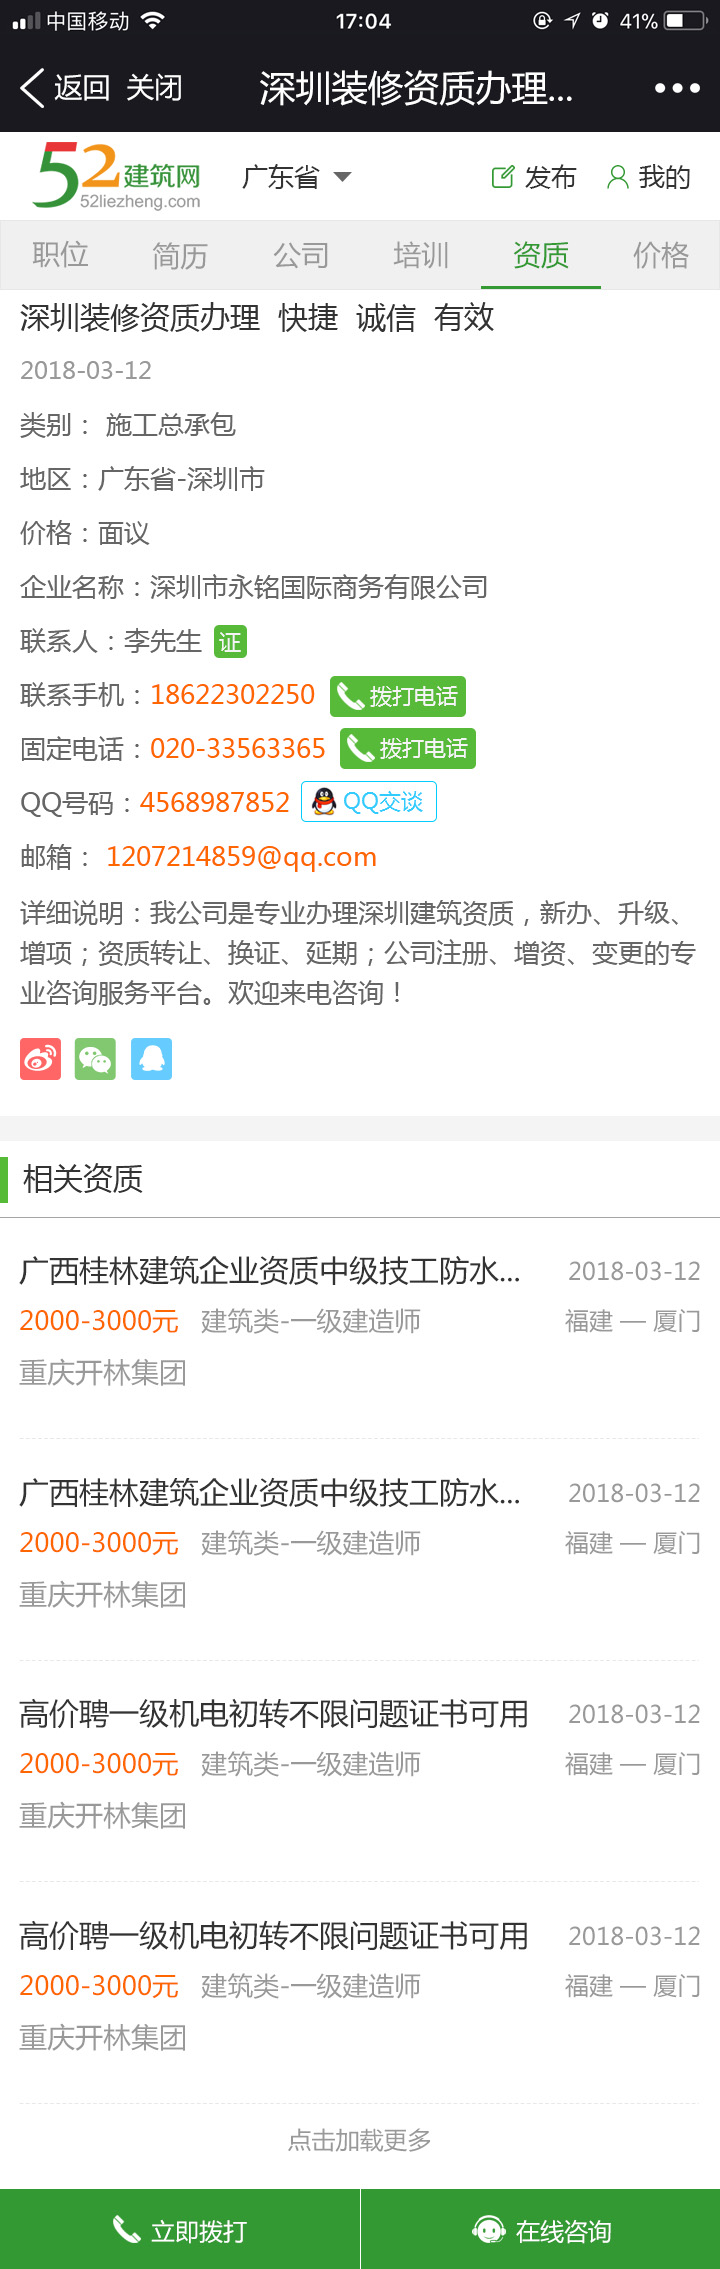 中国移动 17:04 41%
返回 关闭 深圳装修资质办理...
52建筑网 广东省 发布 我的
52liezheng.com
职位 简历 公司 培训 资质 价格
深圳装修资质办理 快捷 诚信 有效
2018-03-12
类别： 施工总承包
地区：广东省-深圳市
价格：面议
企业名称：深圳市永铭国际商务有限公司
联系人：李先生 证
联系手机：18622302250 拨打电话
固定电话：020-33563365 拨打电话
QQ号码：4568987852 QQ交谈
邮箱： 1207214859@qq.com
详细说明：我公司是专业办理深圳建筑资质，新办、升级、
增项；资质转让、换证、延期；公司注册、增资、变更的专
业咨询服务平台。欢迎来电咨询！
相关资质
广西桂林建筑企业资质中级技工防水... 2018-03-12
2000-3000元 建筑类-一级建造师 福建 — 厦门
重庆开林集团
广西桂林建筑企业资质中级技工防水... 2018-03-12
2000-3000元 建筑类-一级建造师 福建 — 厦门
重庆开林集团
高价聘一级机电初转不限问题证书可用 2018-03-12
2000-3000元 建筑类-一级建造师 福建 — 厦门
重庆开林集团
高价聘一级机电初转不限问题证书可用 2018-03-12
2000-3000元 建筑类-一级建造师 福建 — 厦门
重庆开林集团
点击加载更多
立即拨打 在线咨询